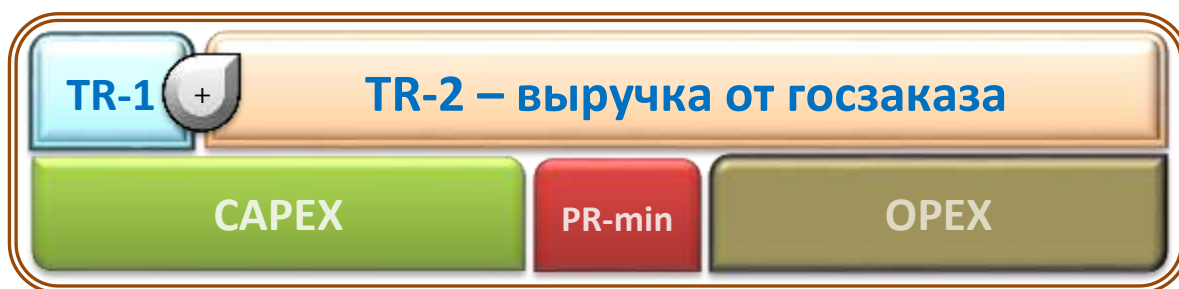 TR-1 + TR-2 – выручка от госзаказа
CAPEX PR-min OPEX